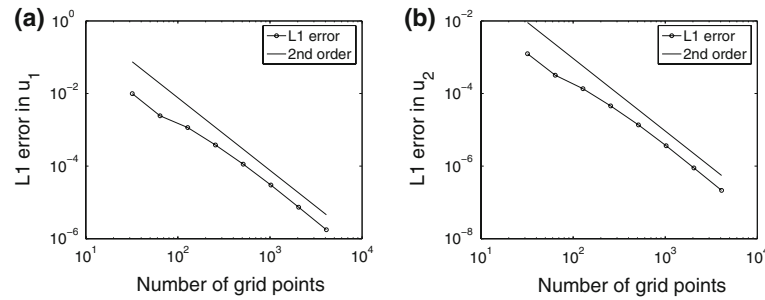 (a)
10^0
10^-2
10^-4
10^-6
L1 error in u_1
L1 error
2nd order
10^1
10^2
10^3
10^4
Number of grid points
(b)
10^-2
10^-4
10^-6
10^-8
L1 error in u_2
L1 error
2nd order
10^1
10^2
10^3
10^4
Number of grid points